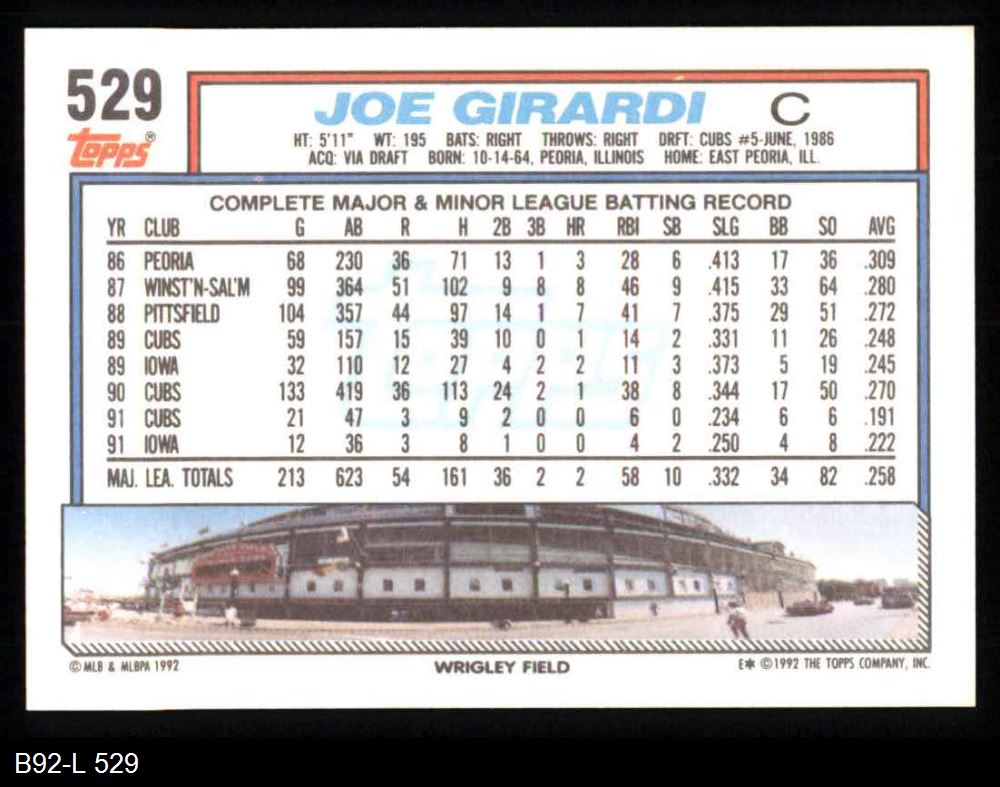 529
Topps®
JOE GIRARDI C
HT: 5'11" WT: 195 BATS: RIGHT THROWS: RIGHT DRFT: CUBS #5-JUNE, 1986
ACQ: VIA DRAFT BORN: 10-14-64, PEORIA, ILLINOIS HOME: EAST PEORIA, ILL.
COMPLETE MAJOR & MINOR LEAGUE BATTING RECORD
YR CLUB G AB R H 2B 3B HR RBI SB SLG BB SO AVG
86 PEORIA 68 230 36 71 13 1 3 28 6 .413 17 36 .309
87 WINST'N-SAL'M 99 364 51 102 9 8 8 46 9 .415 33 64 .280
88 PITTSFIELD 104 357 44 97 14 1 7 41 7 .375 29 51 .272
89 CUBS 59 157 15 39 10 0 1 14 2 .331 11 26 .248
89 IOWA 32 110 12 27 4 2 2 11 3 .373 5 19 .245
90 CUBS 133 419 36 113 24 2 1 38 8 .344 17 50 .270
91 CUBS 21 47 3 9 2 0 0 6 0 .234 6 6 .191
91 IOWA 12 36 3 8 1 0 0 4 2 .250 4 8 .222
MAJ. LEA. TOTALS 213 623 54 161 36 2 2 58 10 .332 34 82 .258
© MLB & MLBPA 1992 WRIGLEY FIELD E* © 1992 THE TOPPS COMPANY, INC.
B92-L 529